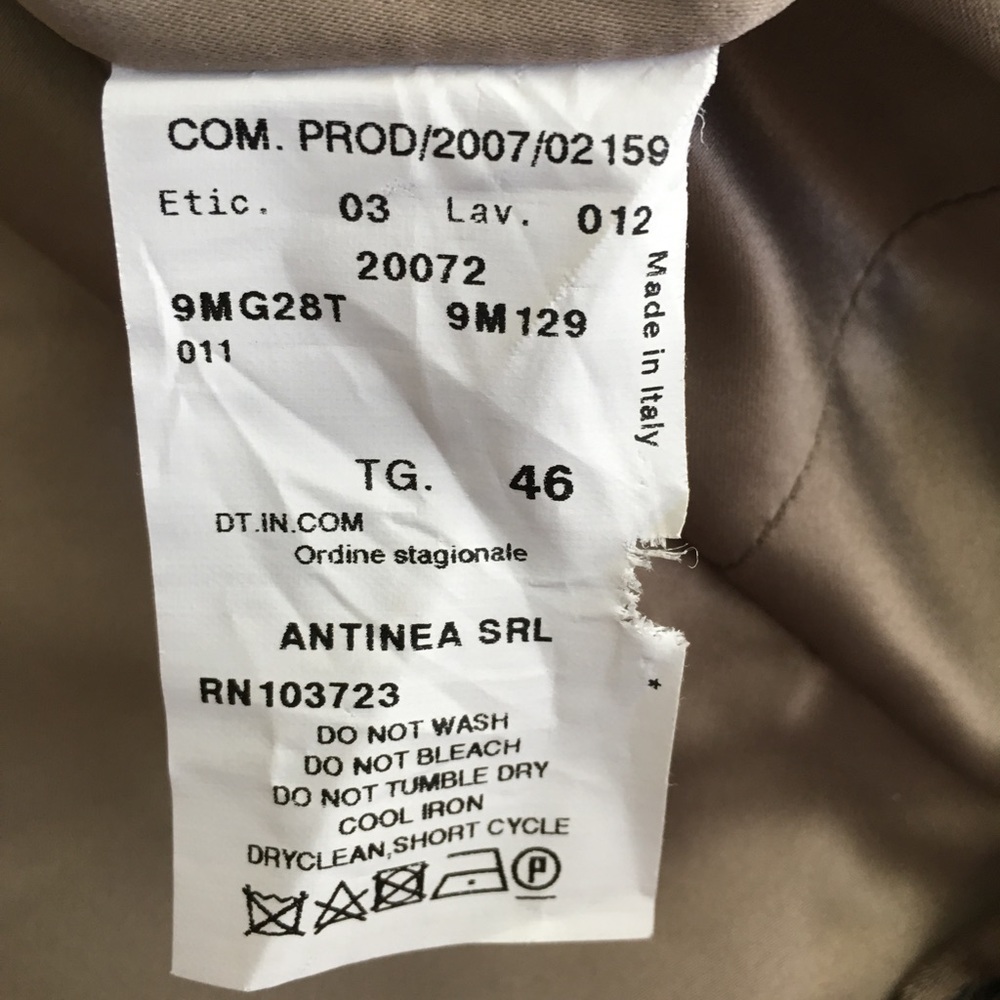 COM. PROD/2007/02159
Etic. 03 Lav. 012
20072
9MG28T 9M129
011
Made in Italy
TG. 46
DT.IN.COM
Ordine stagionale
ANTINEA SRL
RN103723
*
DO NOT WASH
DO NOT BLEACH
DO NOT TUMBLE DRY
COOL IRON
DRYCLEAN,SHORT CYCLE
P